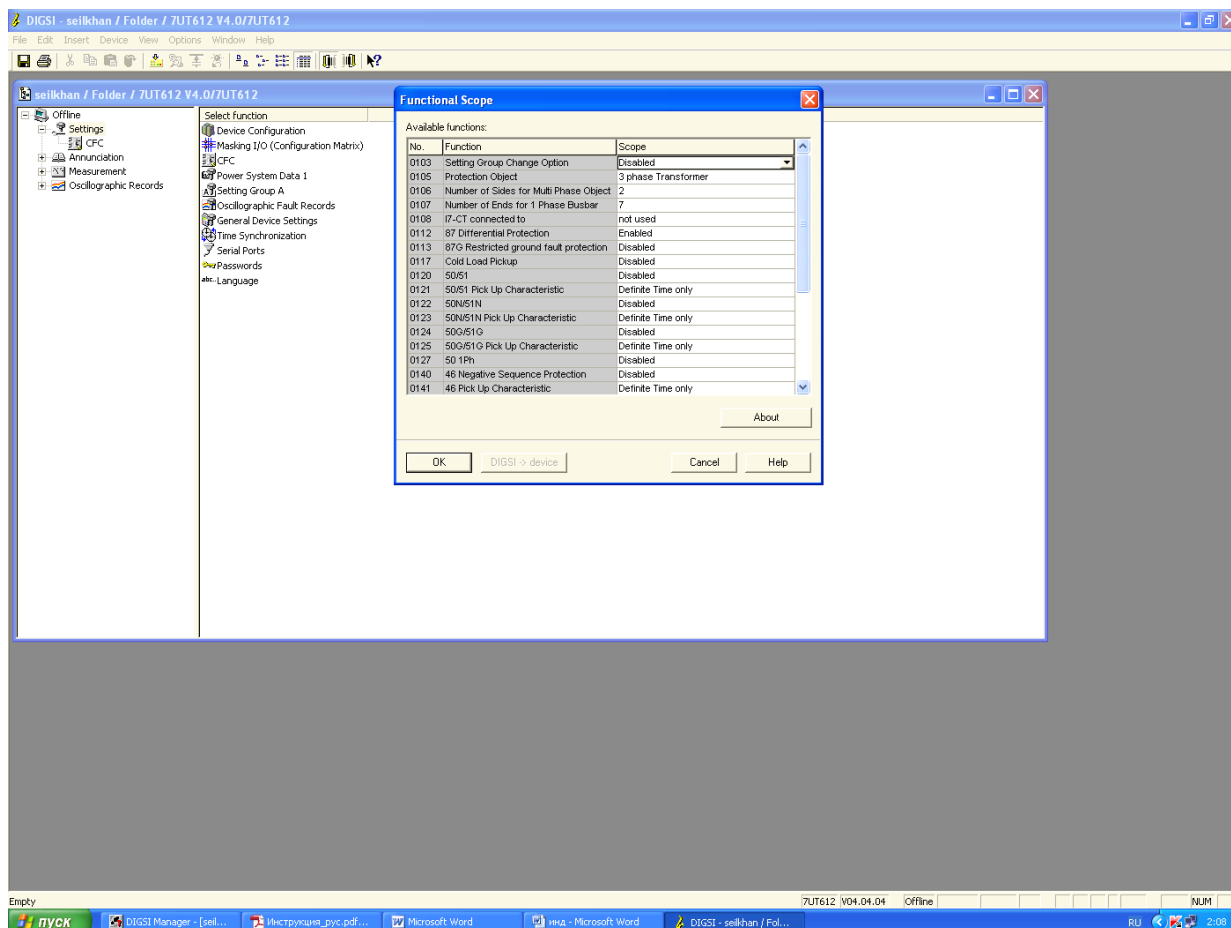 DIGSI - seilkhan / Folder / 7UT612 V4.0/7UT612
File Edit Insert Device View Options Window Help
seilkhan / Folder / 7UT612 V4.0/7UT612
Offline
Settings
CFC
Annunciation
Measurement
Oscillographic Records
Select function
Device Configuration
Masking I/O (Configuration Matrix)
CFC
Power System Data 1
Setting Group A
Oscillographic Fault Records
General Device Settings
Time Synchronization
Serial Ports
Passwords
abc.. Language
Functional Scope
Available functions:
No. Function Scope
0103 Setting Group Change Option Disabled
0105 Protection Object 3 phase Transformer
0106 Number of Sides for Multi Phase Object 2
0107 Number of Ends for 1 Phase Busbar 7
0108 I7-CT connected to not used
0112 87 Differential Protection Enabled
0113 87G Restricted ground fault protection Disabled
0117 Cold Load Pickup Disabled
0120 50/51 Disabled
0121 50/51 Pick Up Characteristic Definite Time only
0122 50N/51N Disabled
0123 50N/51N Pick Up Characteristic Definite Time only
0124 50G/51G Disabled
0125 50G/51G Pick Up Characteristic Definite Time only
0127 50 1Ph Disabled
0140 46 Negative Sequence Protection Disabled
0141 46 Pick Up Characteristic Definite Time only
About
OK DIGSI -> device Cancel Help
Empty 7UT612 V04.04.04 Offline NUM
пуск DIGSI Manager - [seil... Инструкция_рус.pdf... Microsoft Word инд - Microsoft Word DIGSI - seilkhan / Fol... RU 2:08